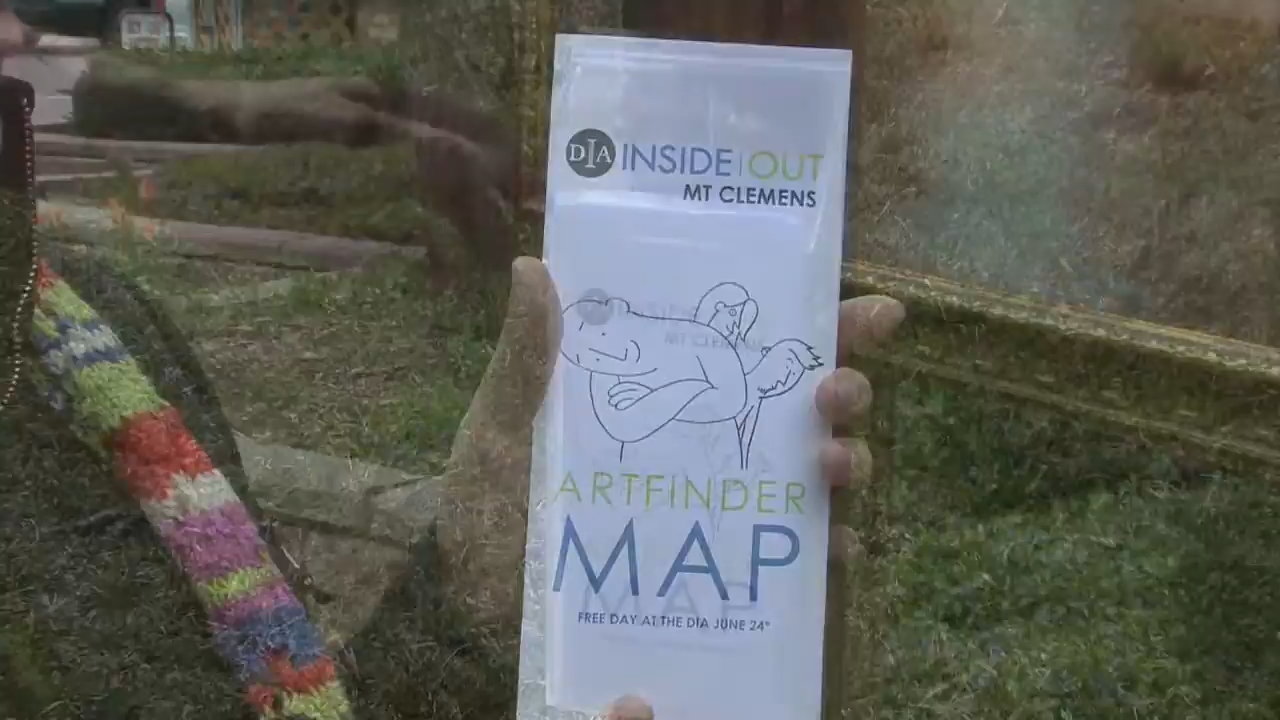 DIA INSIDE|OUT
MT CLEMENS
ARTFINDER
MAP
FREE DAY AT THE DIA JUNE 24*